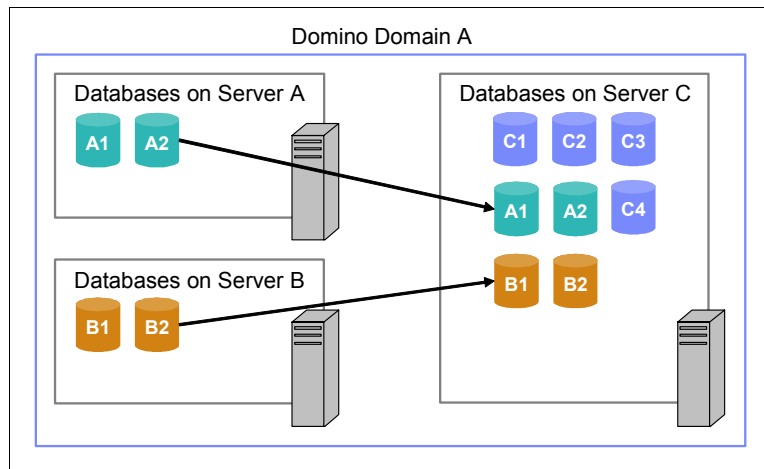 Domino Domain A
Databases on Server A
A1 A2
Databases on Server B
B1 B2
Databases on Server C
C1 C2 C3
A1 A2 C4
B1 B2